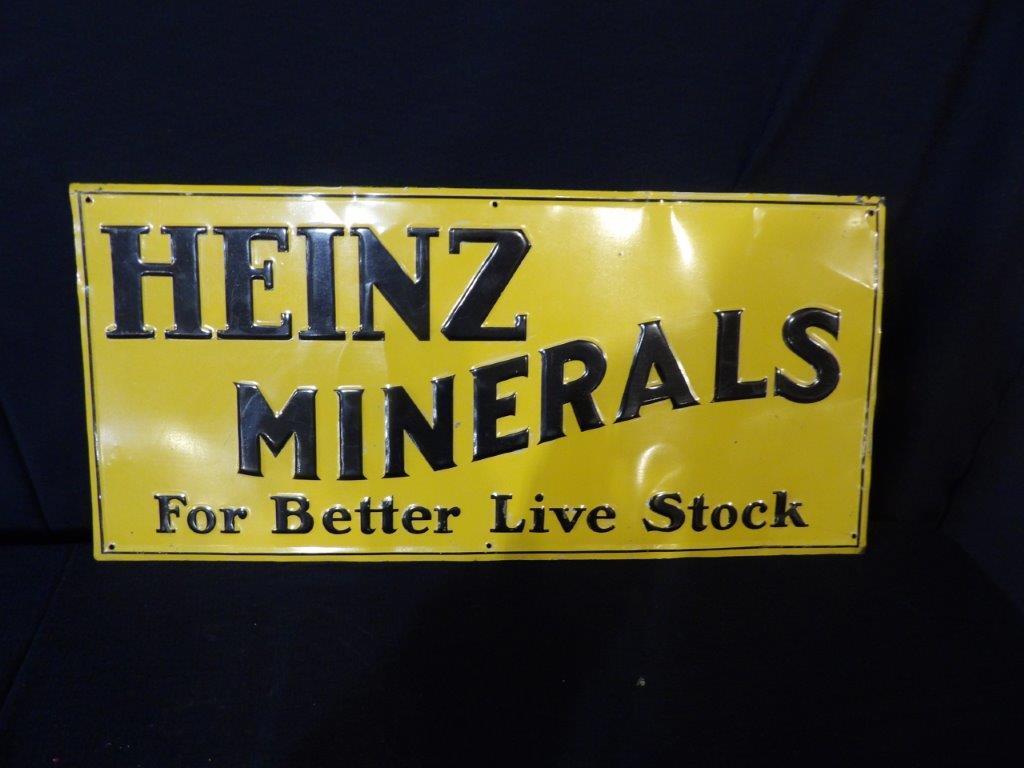 HEINZ
MINERALS
For Better Live Stock